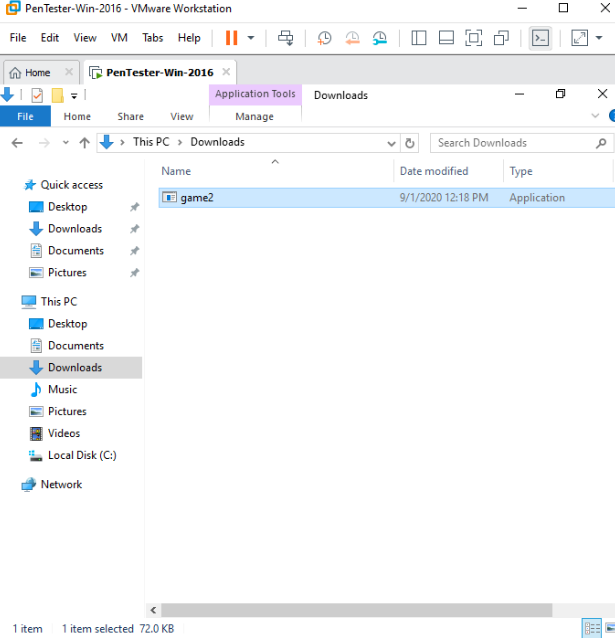 PenTester-Win-2016 - VMware Workstation
File Edit View VM Tabs Help
Home PenTester-Win-2016
Application Tools Downloads
File Home Share View Manage
This PC Downloads Search Downloads
Name Date modified Type
Quick access
game2 9/1/2020 12:18 PM Application
Desktop
Downloads
Documents
Pictures
This PC
Desktop
Documents
Downloads
Music
Pictures
Videos
Local Disk (C:)
Network
1 item 1 item selected 72.0 KB